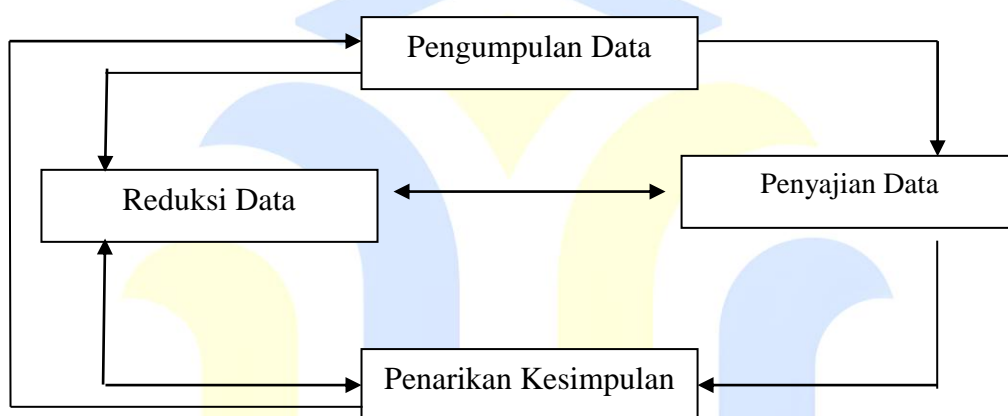 Pengumpulan Data
Reduksi Data
Penyajian Data
Penarikan Kesimpulan